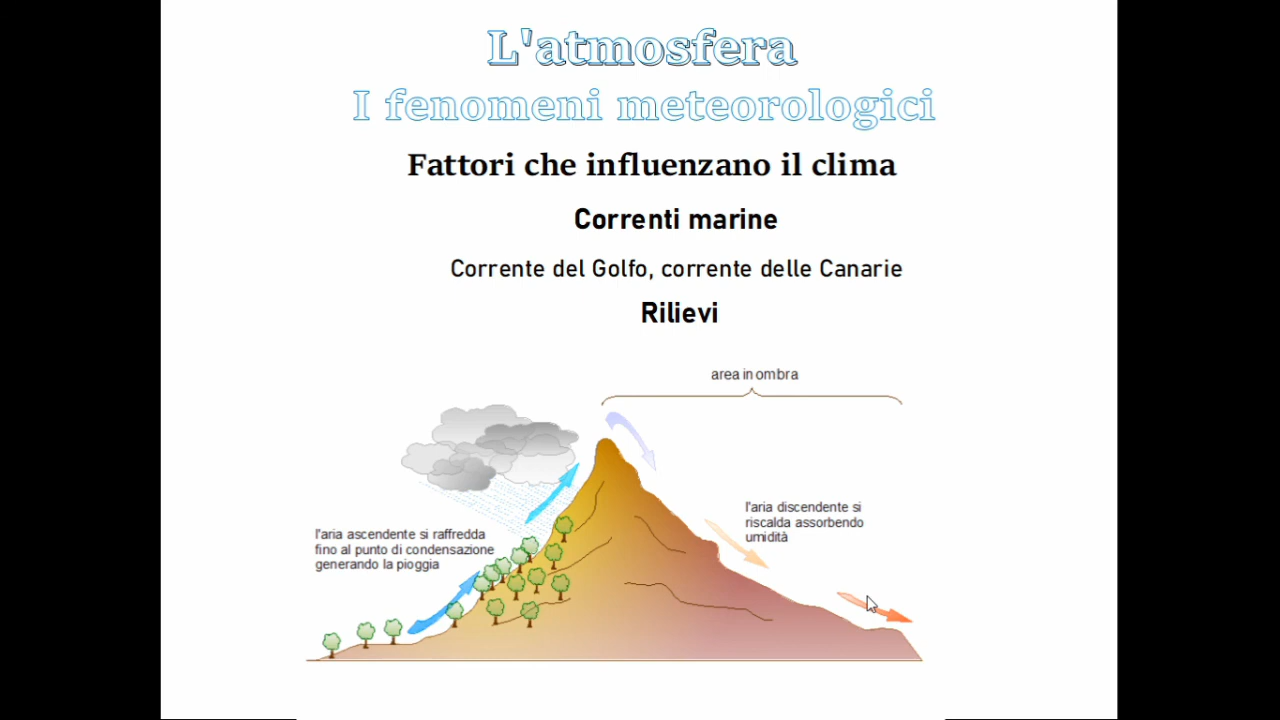 L'atmosfera
I fenomeni meteorologici
Fattori che influenzano il clima
Correnti marine
Corrente del Golfo, corrente delle Canarie
Rilievi
area in ombra
l'aria ascendente si raffredda
fino al punto di condensazione
generando la pioggia
l'aria discendente si
riscalda assorbendo
umidità